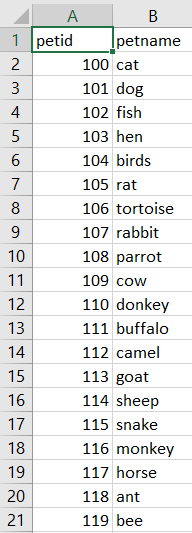 A B
1 petid petname
2 100 cat
3 101 dog
4 102 fish
5 103 hen
6 104 birds
7 105 rat
8 106 tortoise
9 107 rabbit
10 108 parrot
11 109 cow
12 110 donkey
13 111 buffalo
14 112 camel
15 113 goat
16 114 sheep
17 115 snake
18 116 monkey
19 117 horse
20 118 ant
21 119 bee